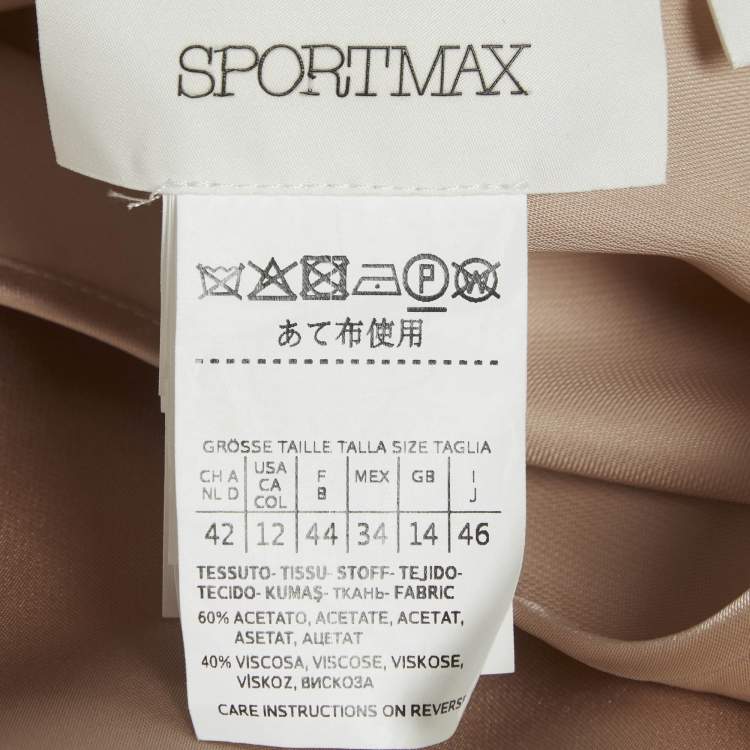 SPORTMAX
P W
あて布使用
GRÖSSE TAILLE TALLA SIZE TAGLIA
CH A NL D USA CA COL F B MEX GB I J
42 12 44 34 14 46
TESSUTO- TISSU- STOFF- TEJIDO-
TECIDO- KUMAŞ- ТКАНЬ- FABRIC
60% ACETATO, ACETATE, ACETAT,
ASETAT, АЦЕТАТ
40% VISCOSA, VISCOSE, VISKOSE,
VİSKOZ, ВИСКОЗА
CARE INSTRUCTIONS ON REVERSE